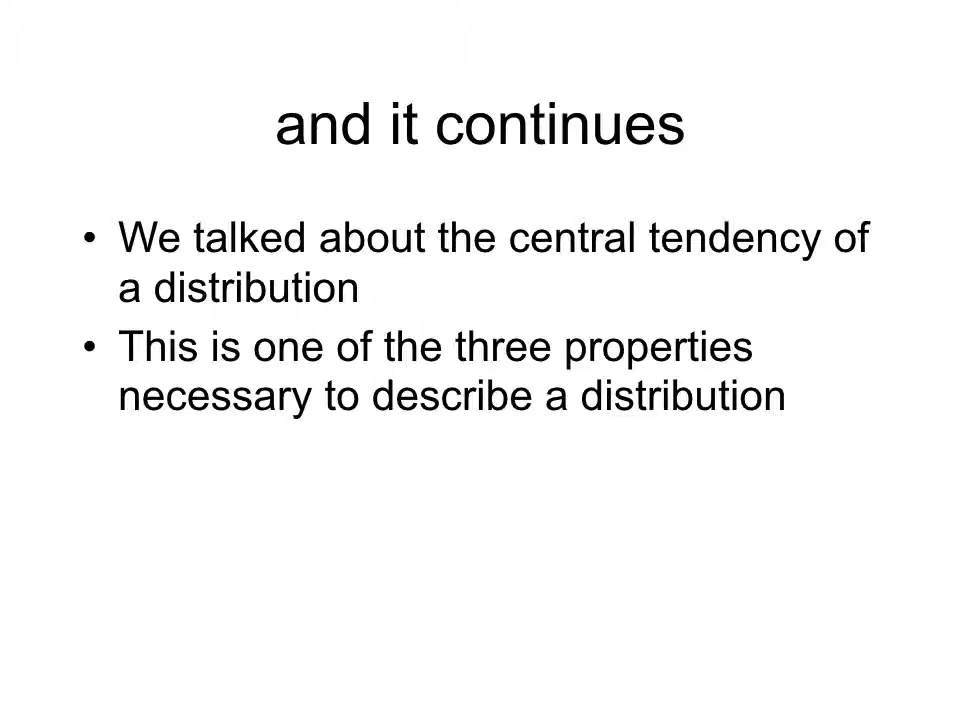 and it continues
• We talked about the central tendency of
a distribution
• This is one of the three properties
necessary to describe a distribution